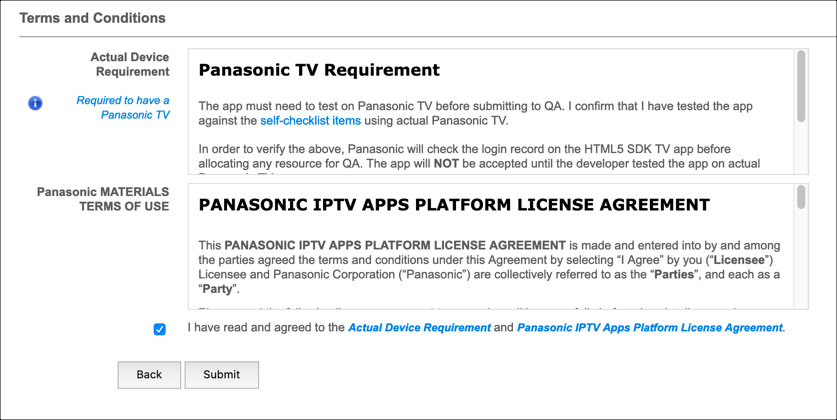 Terms and Conditions
Actual Device
Requirement
Required to have a
Panasonic TV
Panasonic TV Requirement
The app must need to test on Panasonic TV before submitting to QA. I confirm that I have tested the app
against the self-checklist items using actual Panasonic TV.
In order to verify the above, Panasonic will check the login record on the HTML5 SDK TV app before
allocating any resource for QA. The app will NOT be accepted until the developer tested the app on actual
Panasonic MATERIALS
TERMS OF USE
PANASONIC IPTV APPS PLATFORM LICENSE AGREEMENT
This PANASONIC IPTV APPS PLATFORM LICENSE AGREEMENT is made and entered into by and among
the parties agreed the terms and conditions under this Agreement by selecting “I Agree” by you (“Licensee”)
Licensee and Panasonic Corporation (“Panasonic”) are collectively referred to as the “Parties”, and each as a
“Party”.
I have read and agreed to the Actual Device Requirement and Panasonic IPTV Apps Platform License Agreement.
Back
Submit